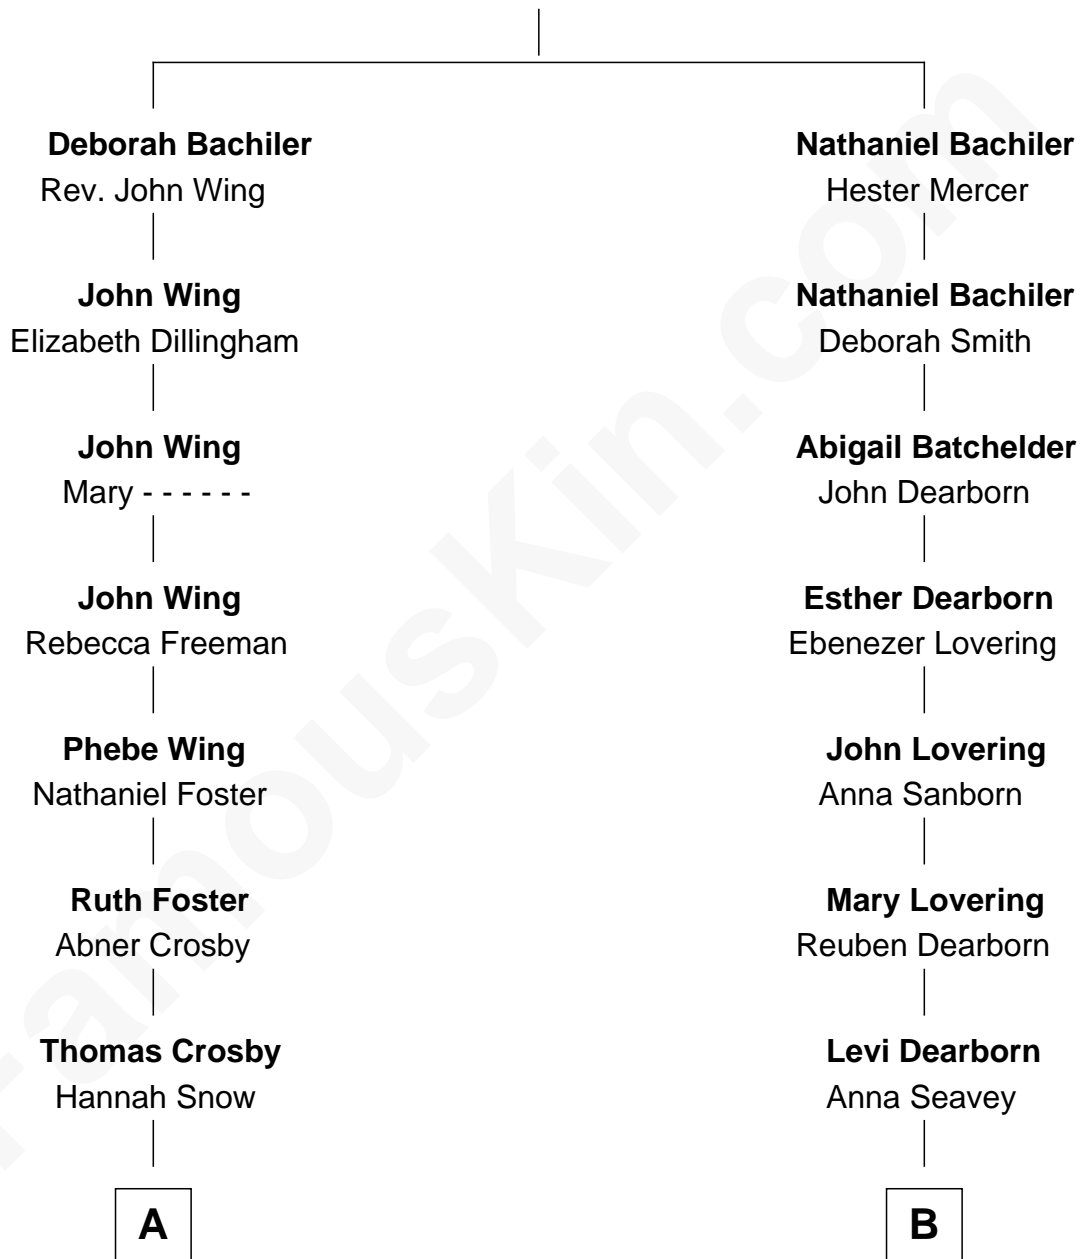 Deborah Bachiler
Rev. John Wing
John Wing
Elizabeth Dillingham
John Wing
Mary - - - - - -
John Wing
Rebecca Freeman
Phebe Wing
Nathaniel Foster
Ruth Foster
Abner Crosby
Thomas Crosby
Hannah Snow
A
Nathaniel Bachiler
Hester Mercer
Nathaniel Bachiler
Deborah Smith
Abigail Batchelder
John Dearborn
Esther Dearborn
Ebenezer Lovering
John Lovering
Anna Sanborn
Mary Lovering
Reuben Dearborn
Levi Dearborn
Anna Seavey
B
FamousKin.com